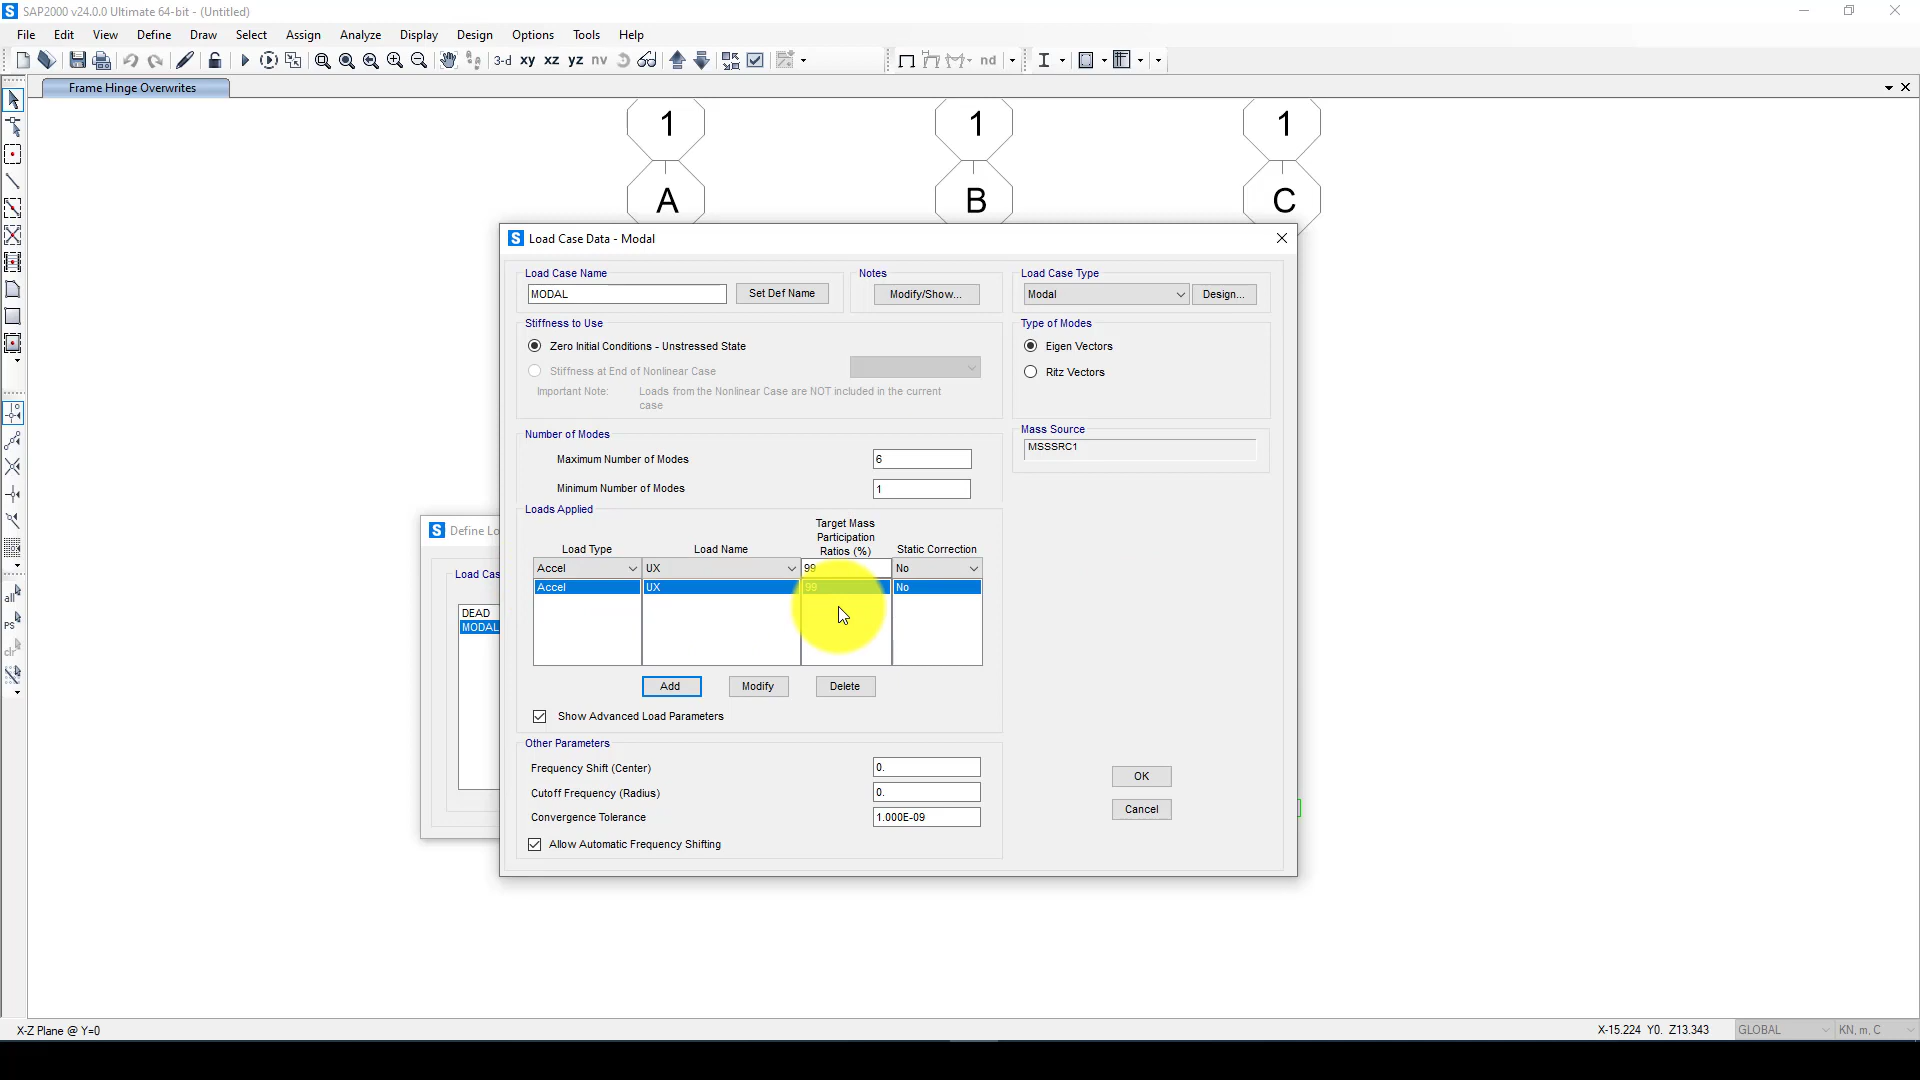 SAP2000 v24.0.0 Ultimate 64-bit - (Untitled)
File Edit View Define Draw Select Assign Analyze Display Design Options Tools Help
3-d xy xz yz nv nd
Frame Hinge Overwrites
1 1 1
A B C
Load Case Data - Modal
Load Case Name
MODAL
Set Def Name
Notes
Modify/Show...
Load Case Type
Modal
Design...
Stiffness to Use
Zero Initial Conditions - Unstressed State
Stiffness at End of Nonlinear Case
Important Note: Loads from the Nonlinear Case are NOT included in the current
case
Type of Modes
Eigen Vectors
Ritz Vectors
Number of Modes
Maximum Number of Modes 6
Minimum Number of Modes 1
Mass Source
MSSSRC1
Loads Applied
Target Mass
Participation
Load Type Load Name Ratios (%) Static Correction
Accel UX 99 No
Accel UX 99 No
Add Modify Delete
Show Advanced Load Parameters
Other Parameters
Frequency Shift (Center) 0.
Cutoff Frequency (Radius) 0.
Convergence Tolerance 1.000E-09
Allow Automatic Frequency Shifting
OK
Cancel
Define Lo
Load Cas
DEAD
MODAL
all
PS
clr
X-Z Plane @ Y=0
X-15.224 Y0. Z13.343
GLOBAL
KN, m, C